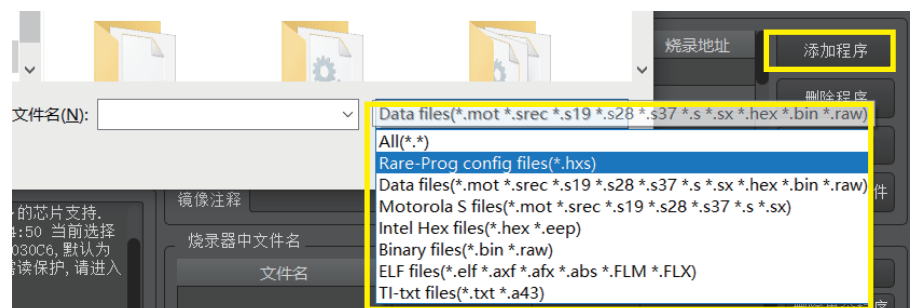 烧录地址
添加程序
删除程序
文件名(N):
Data files(*.mot *.srec *.s19 *.s28 *.s37 *.s *.sx *.hex *.bin *.raw)
All(*.*)
Rare-Prog config files(*.hxs)
Data files(*.mot *.srec *.s19 *.s28 *.s37 *.s *.sx *.hex *.bin *.raw)
Motorola S files(*.mot *.srec *.s19 *.s28 *.s37 *.s *.sx)
Intel Hex files(*.hex *.eep)
Binary files(*.bin *.raw)
ELF files(*.elf *.axf *.afx *.abs *.FLM *.FLX)
TI-txt files(*.txt *.a43)
件
镜像注释
的芯片支持.
4:50 当前选择
030C6,默认为
读保护,请进入
烧录器中文件名
文件名